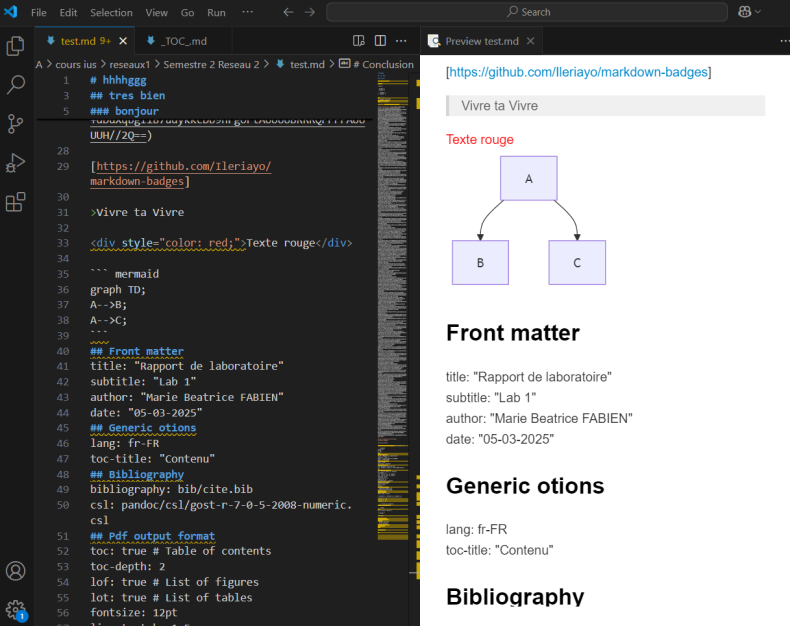 File Edit Selection View Go Run ··· Search
test.md 9+ _TOC_.md
A > cours ius > reseaux1 > Semestre 2 Reseau 2 > test.md > # Conclusion
1 # hhhhggg
3 ## tres bien
5 ### bonjour
UUH//2Q==)
28
29 [https://github.com/Ileriayo/
markdown-badges]
30
31 >Vivre ta Vivre
32
33 <div style="color: red;">Texte rouge</div>
34
35 ``` mermaid
36 graph TD;
37 A-->B;
38 A-->C;
39 ```
40 ## Front matter
41 title: "Rapport de laboratoire"
42 subtitle: "Lab 1"
43 author: "Marie Beatrice FABIEN"
44 date: "05-03-2025"
45 ## Generic otions
46 lang: fr-FR
47 toc-title: "Contenu"
48 ## Bibliography
49 bibliography: bib/cite.bib
50 csl: pandoc/csl/gost-r-7-0-5-2008-numeric.
csl
51 ## Pdf output format
52 toc: true # Table of contents
53 toc-depth: 2
54 lof: true # List of figures
55 lot: true # List of tables
56 fontsize: 12pt
1
Preview test.md
[https://github.com/Ileriayo/markdown-badges]
Vivre ta Vivre
Texte rouge
A
B C
Front matter
title: "Rapport de laboratoire"
subtitle: "Lab 1"
author: "Marie Beatrice FABIEN"
date: "05-03-2025"
Generic otions
lang: fr-FR
toc-title: "Contenu"
Bibliography